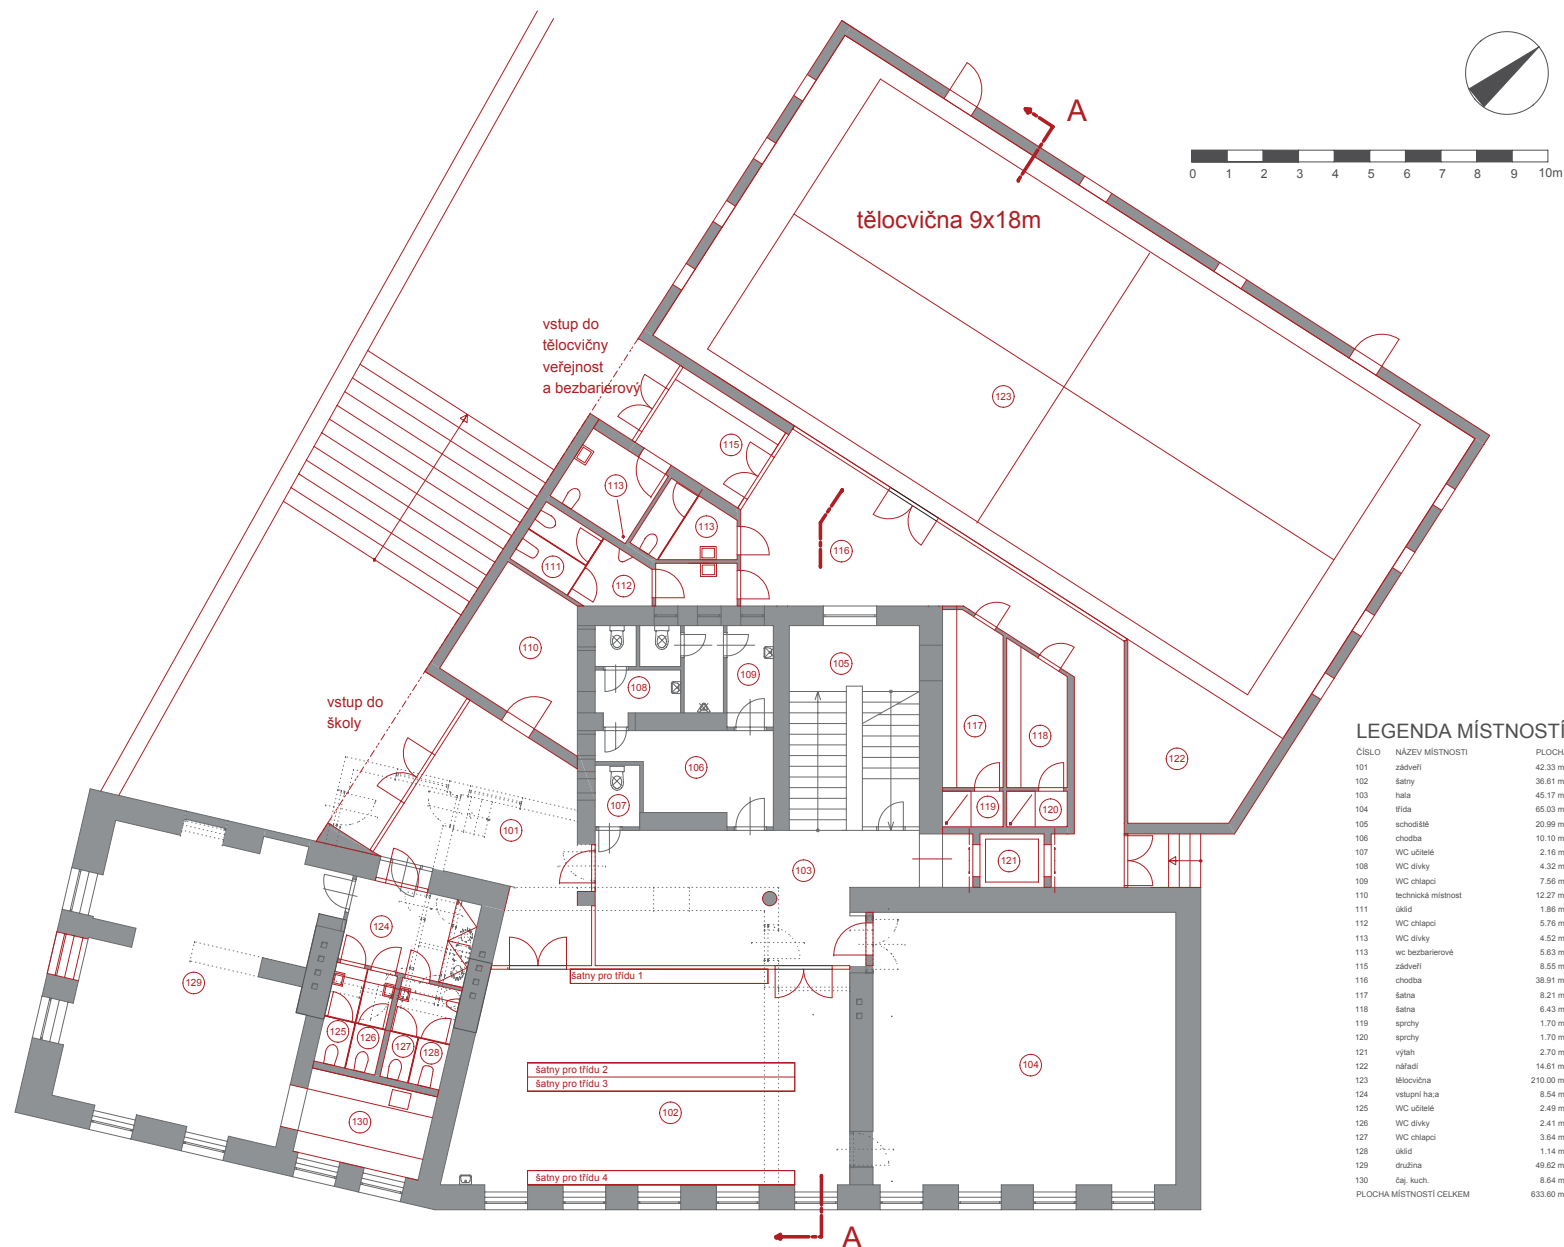 A
0 1 2 3 4 5 6 7 8 9 10m
tělocvična 9x18m
vstup do
tělocvičny
veřejnost
a bezbariérový
123
115
113
113
116
111
112
110
105
108
109
vstup do
školy
117
118
106
122
107
119
120
101
121
103
124
129
šatny pro třídu 1
125
126
127
128
104
šatny pro třídu 2
šatny pro třídu 3
102
130
šatny pro třídu 4
A
LEGENDA MÍSTNOSTÍ
ČÍSLO NÁZEV MÍSTNOSTI PLOCHA
101 zádveří 42.33 m
102 šatny 36.61 m
103 hala 45.17 m
104 třída 65.03 m
105 schodiště 20.99 m
106 chodba 10.10 m
107 WC učitelé 2.16 m
108 WC dívky 4.32 m
109 WC chlapci 7.56 m
110 technická místnost 12.27 m
111 úklid 1.86 m
112 WC chlapci 5.76 m
113 WC dívky 4.52 m
113 wc bezbarierové 5.63 m
115 zádveří 8.55 m
116 chodba 38.91 m
117 šatna 8.21 m
118 šatna 6.43 m
119 sprchy 1.70 m
120 sprchy 1.70 m
121 výtah 2.70 m
122 nářadí 14.61 m
123 tělocvična 210.00 m
124 vstupní ha;a 8.54 m
125 WC učitelé 2.49 m
126 WC dívky 2.41 m
127 WC chlapci 3.64 m
128 úklid 1.14 m
129 družina 49.62 m
130 čaj. kuch. 8.64 m
PLOCHA MÍSTNOSTÍ CELKEM 633.60 m